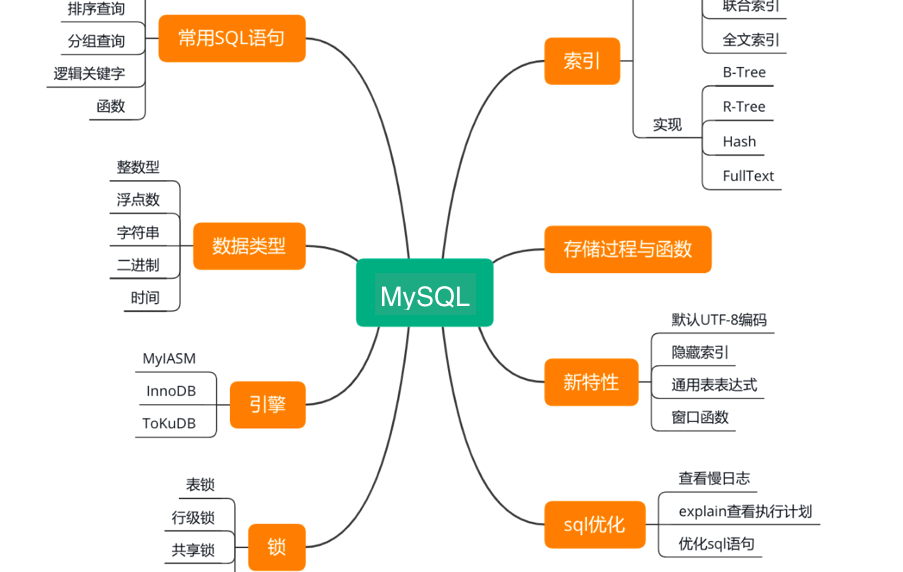 排序查询
分组查询
逻辑关键字
函数
常用SQL语句
整数型
浮点数
字符串
二进制
时间
数据类型
MyIASM
InnoDB
ToKuDB
引擎
表锁
行级锁
共享锁
锁
MySQL
索引
联合索引
全文索引
实现
B-Tree
R-Tree
Hash
FullText
存储过程与函数
新特性
默认UTF-8编码
隐藏索引
通用表表达式
窗口函数
sql优化
查看慢日志
explain查看执行计划
优化sql语句